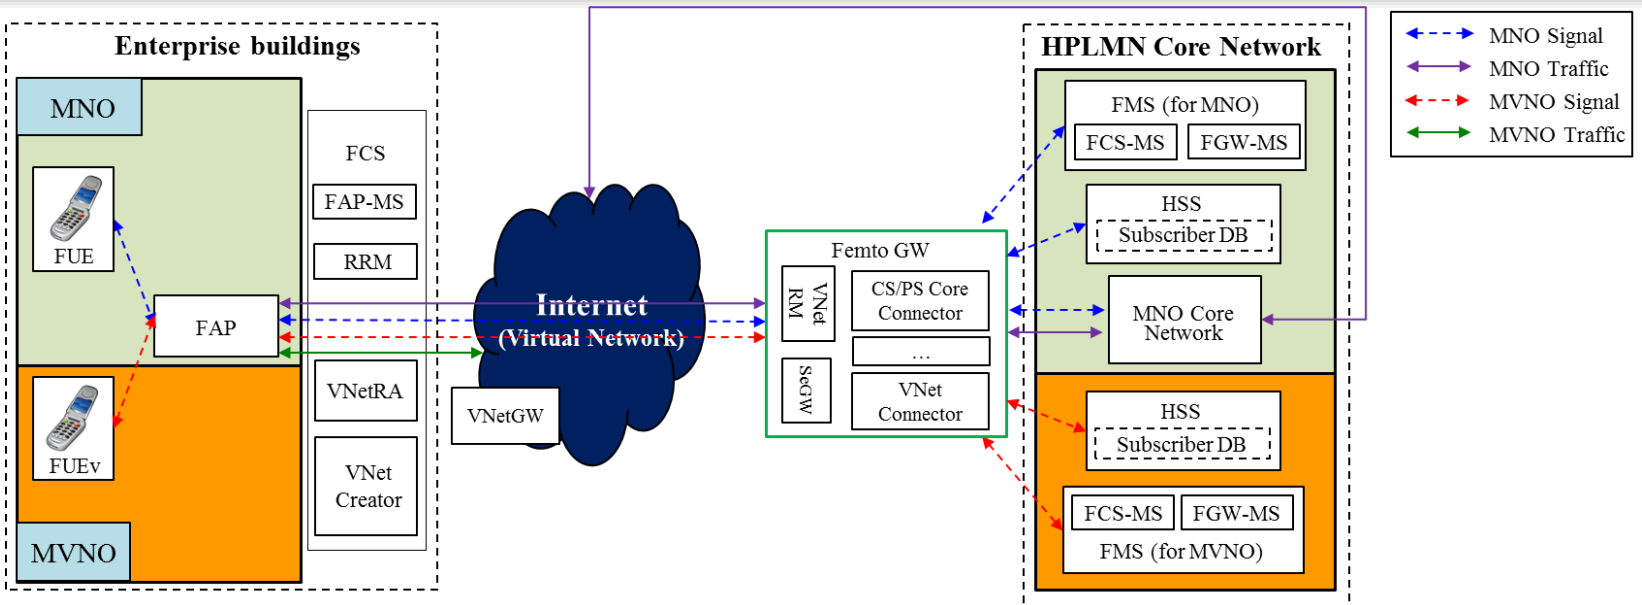 Enterprise buildings
MNO
FUE
FAP
FUEv
MVNO
FCS
FAP-MS
RRM
VNetRA
VNet
Creator
Internet
(Virtual Network)
VNetGW
Femto GW
VNet
RM
SeGW
CS/PS Core
Connector
...
VNet
Connector
HPLMN Core Network
FMS (for MNO)
FCS-MS
FGW-MS
HSS
Subscriber DB
MNO Core
Network
HSS
Subscriber DB
FCS-MS
FGW-MS
FMS (for MVNO)
MNO Signal
MNO Traffic
MVNO Signal
MVNO Traffic